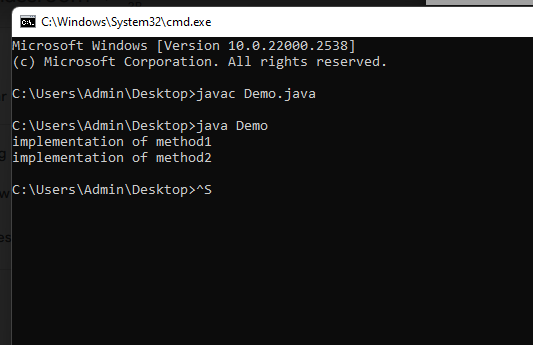 C:\Windows\System32\cmd.exe
Microsoft Windows [Version 10.0.22000.2538]
(c) Microsoft Corporation. All rights reserved.
C:\Users\Admin\Desktop>javac Demo.java
C:\Users\Admin\Desktop>java Demo
implementation of method1
implementation of method2
C:\Users\Admin\Desktop>^S